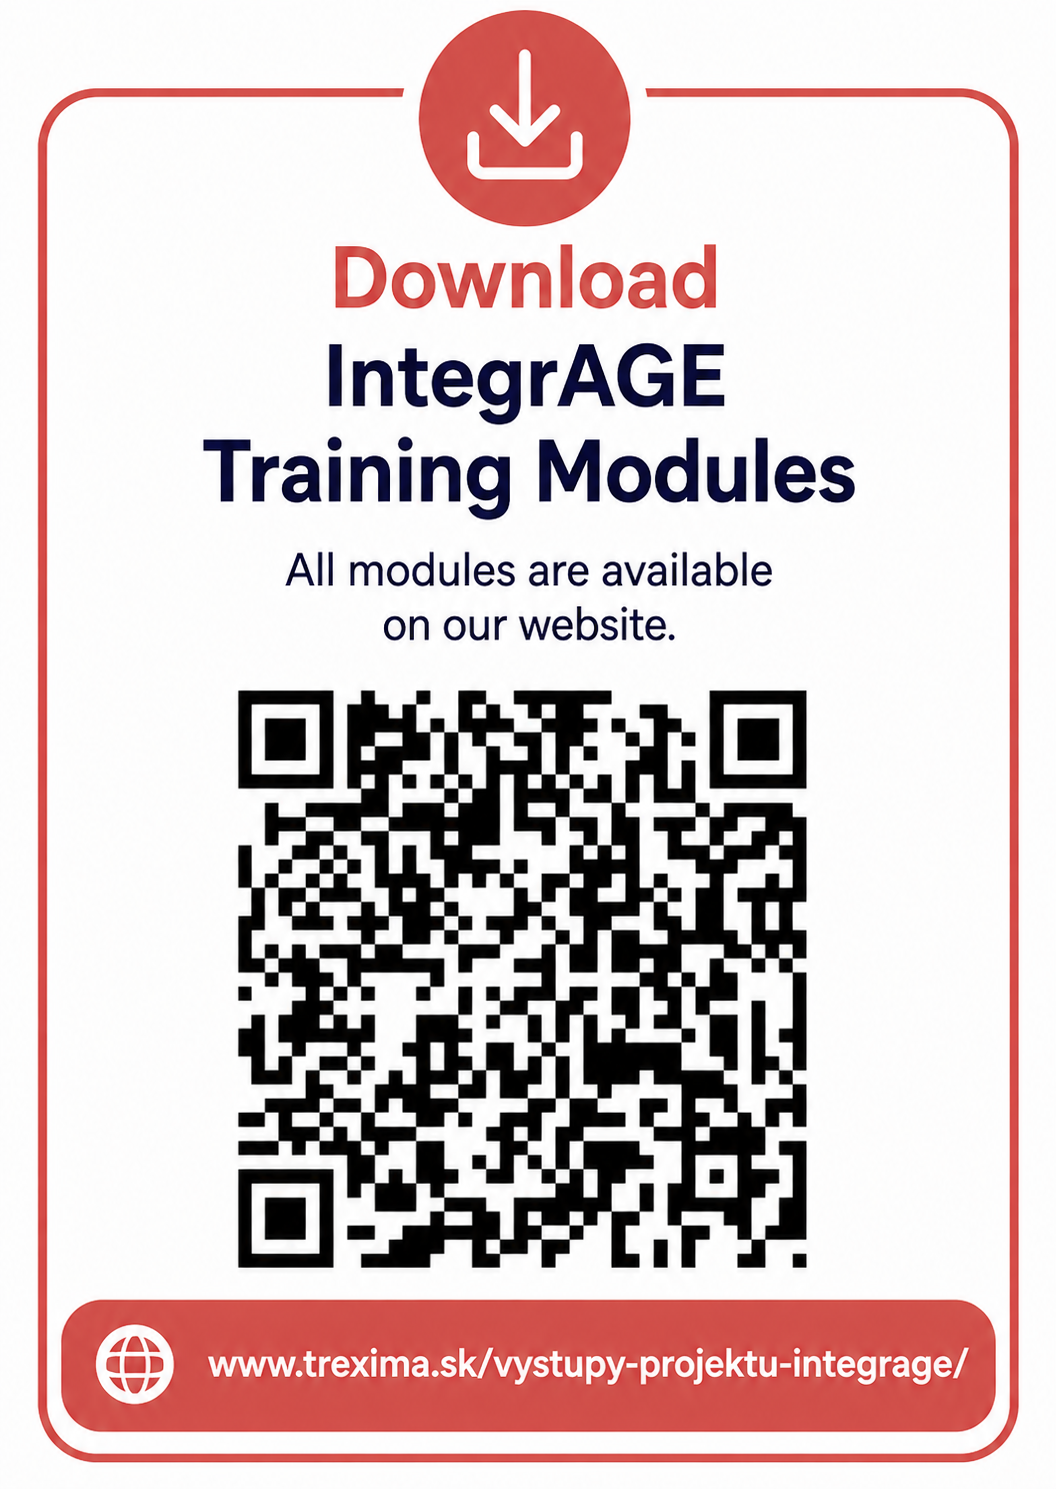 Download
IntegrAGE
Training Modules
All modules are available
on our website.
www.trexima.sk/vystupy-projektu-integrage/